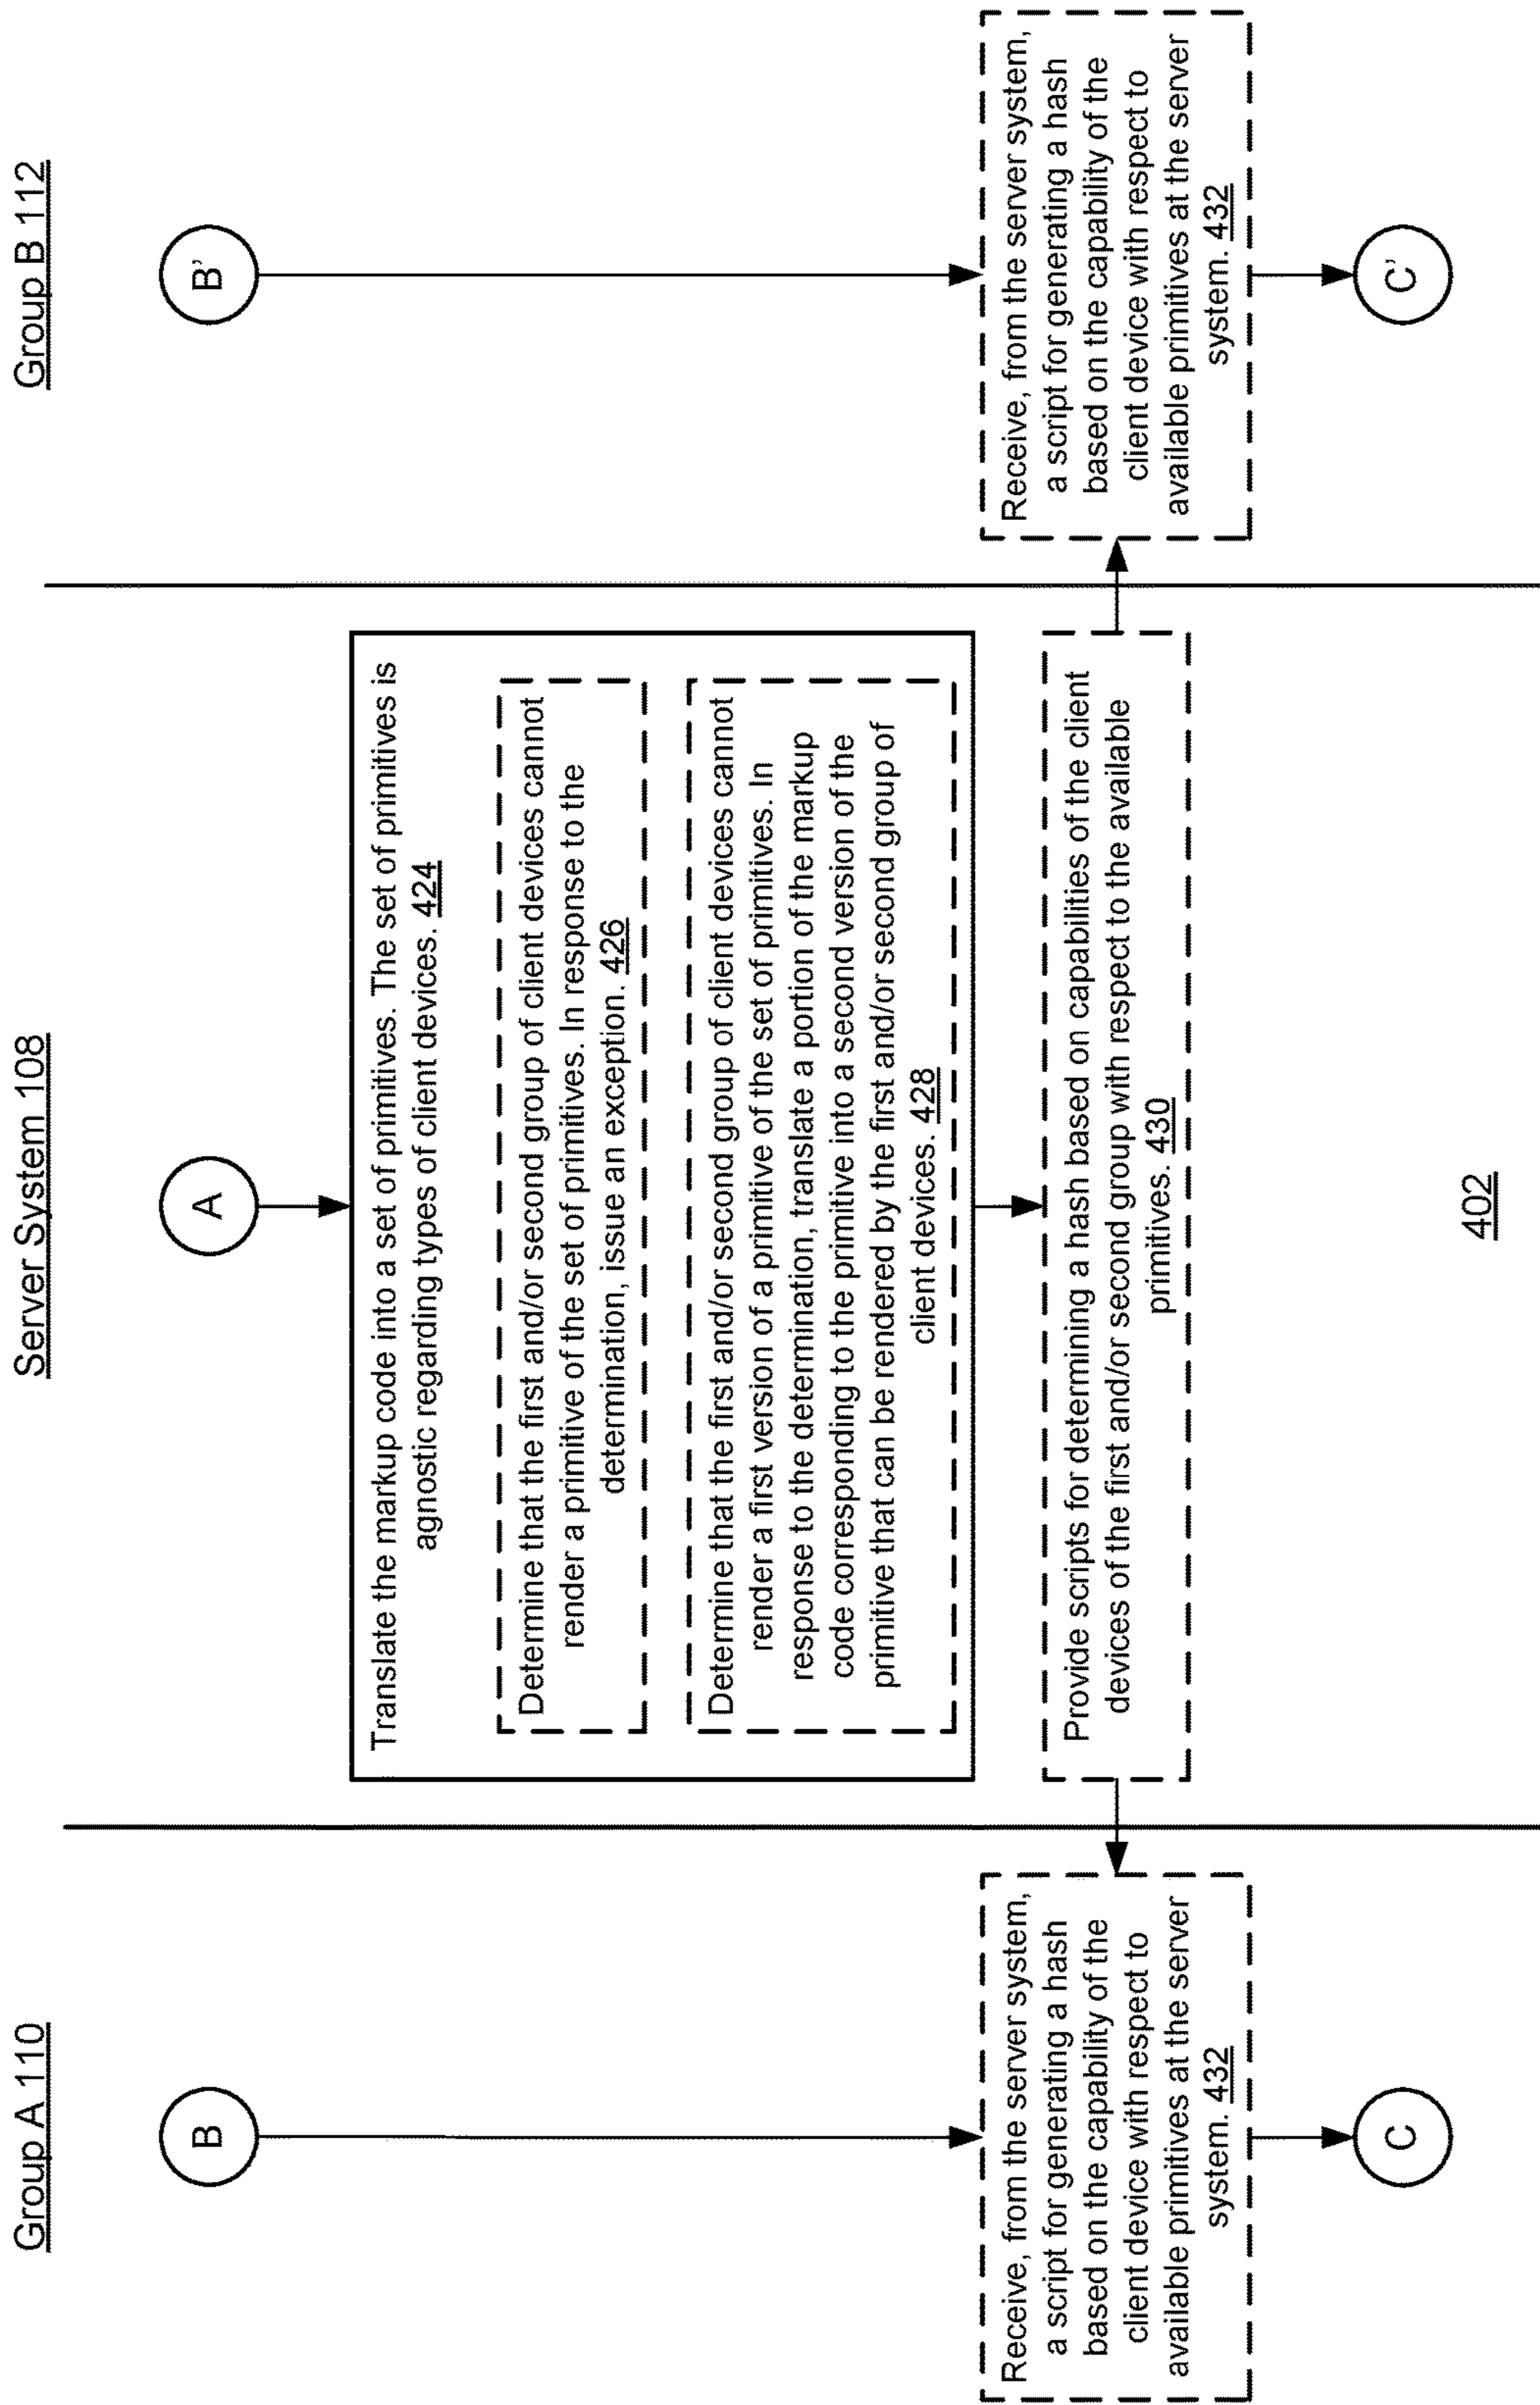 Group A 110
Server System 108
Group B 112
B
A
B’
Translate the markup code into a set of primitives. The set of primitives is
agnostic regarding types of client devices. 424
Determine that the first and/or second group of client devices cannot
render a primitive of the set of primitives. In response to the
determination, issue an exception. 426
Determine that the first and/or second group of client devices cannot
render a first version of a primitive of the set of primitives. In
response to the determination, translate a portion of the markup
code corresponding to the primitive into a second version of the
primitive that can be rendered by the first and/or second group of
client devices. 428
Receive, from the server system,
a script for generating a hash
based on the capability of the
client device with respect to
available primitives at the server
system. 432
Provide scripts for determining a hash based on capabilities of the client
devices of the first and/or second group with respect to the available
primitives. 430
Receive, from the server system,
a script for generating a hash
based on the capability of the
client device with respect to
available primitives at the server
system. 432
C
C’
402